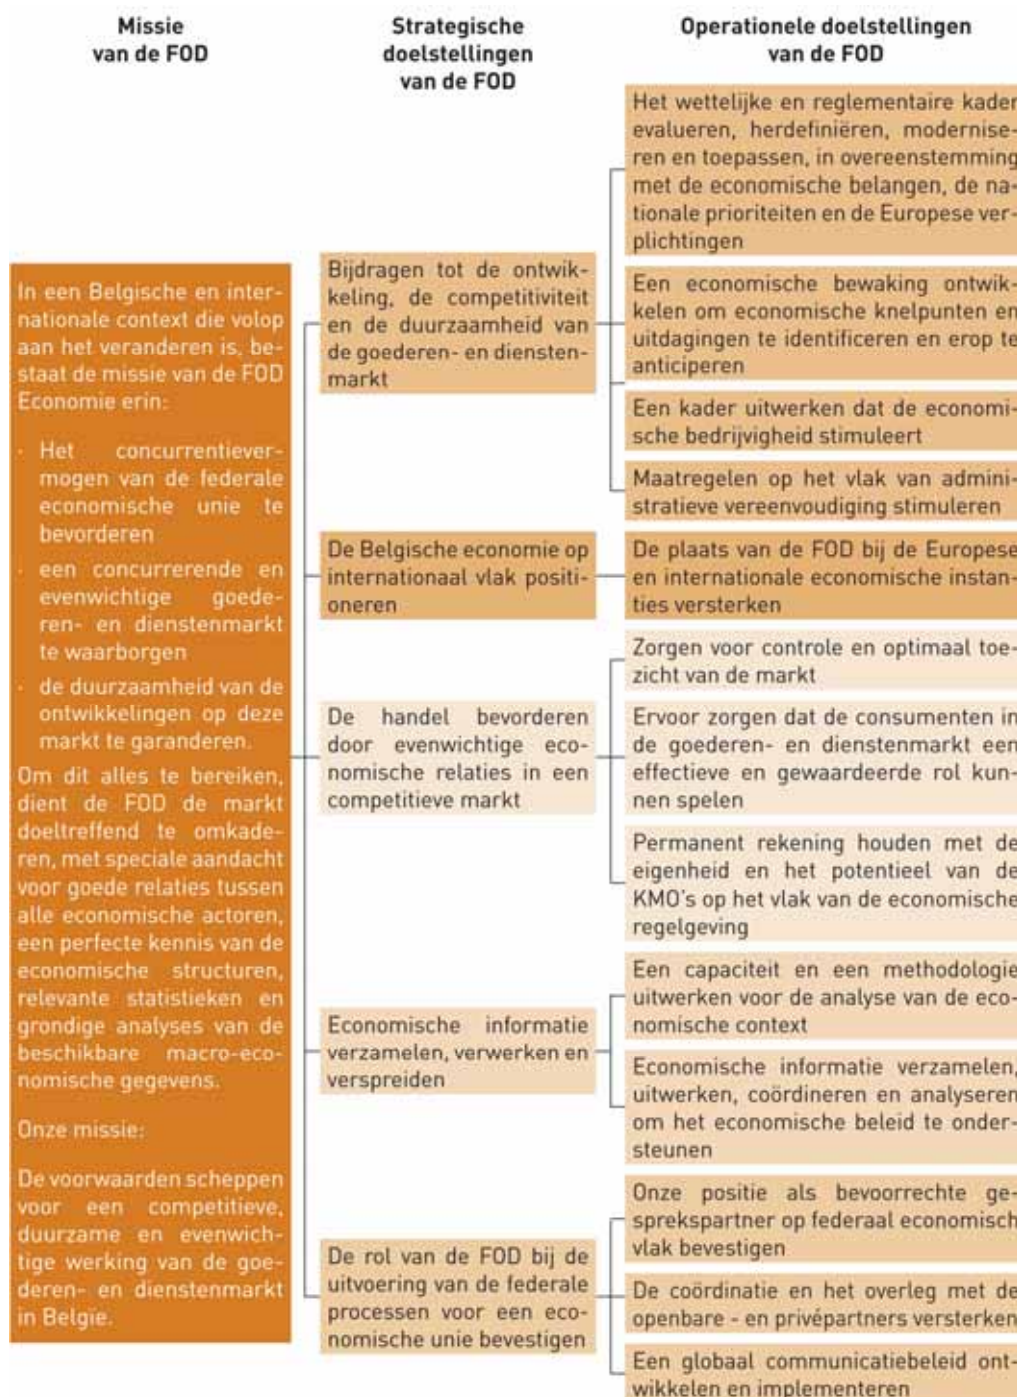 Missie
van de FOD
Strategische
doelstellingen
van de FOD
Operationele doelstellingen
van de FOD
In een Belgische en inter-
nationale context die volop
aan het veranderen is, be-
staat de missie van de FOD
Economie erin:
· Het concurrentiever-
mogen van de federale
economische unie te
bevorderen
· een concurrerende en
evenwichtige goede-
ren- en dienstenmarkt
te waarborgen
· de duurzaamheid van de
ontwikkelingen op deze
markt te garanderen.
Om dit alles te bereiken,
dient de FOD de markt
doeltreffend te omkade-
ren, met speciale aandacht
voor goede relaties tussen
alle economische actoren,
een perfecte kennis van de
economische structuren,
relevante statistieken en
grondige analyses van de
beschikbare macro-eco-
nomische gegevens.
Onze missie:
De voorwaarden scheppen
voor een competitieve,
duurzame en evenwich-
tige werking van de goe-
deren- en dienstenmarkt
in Belgie.
Bijdragen tot de ontwik-
keling, de competitiviteit
en de duurzaamheid van
de goederen- en diensten-
markt
Het wettelijke en reglementaire kader
evalueren, herdefiniëren, modernise-
ren en toepassen, in overeenstemming
met de economische belangen, de na-
tionale prioriteiten en de Europese ver-
plichtingen
Een economische bewaking ontwik-
kelen om economische knelpunten en
uitdagingen te identificeren en erop te
anticiperen
Een kader uitwerken dat de economi-
sche bedrijvigheid stimuleert
Maatregelen op het vlak van admini-
stratieve vereenvoudiging stimuleren
De Belgische economie op
internationaal vlak positi-
oneren
De plaats van de FOD bij de Europese
en internationale economische instan-
ties versterken
De handel bevorderen
door evenwichtige eco-
nomische relaties in een
competitieve markt
Zorgen voor controle en optimaal toe-
zicht van de markt
Ervoor zorgen dat de consumenten in
de goederen- en dienstenmarkt een
effectieve en gewaardeerde rol kun-
nen spelen
Permanent rekening houden met de
eigenheid en het potentieel van de
KMO's op het vlak van de economische
regelgeving
Economische informatie
verzamelen, verwerken en
verspreiden
Een capaciteit en een methodologie
uitwerken voor de analyse van de eco-
nomische context
Economische informatie verzamelen,
uitwerken, coördineren en analyseren
om het economische beleid te onder-
steunen
De rol van de FOD bij de
uitvoering van de federale
processen voor een eco-
nomische unie bevestigen
Onze positie als bevoorrechte ge-
sprekspartner op federaal economisch
vlak bevestigen
De coördinatie en het overleg met de
openbare - en privépartners versterken
Een globaal communicatiebeleid ont-
wikkelen en implementeren